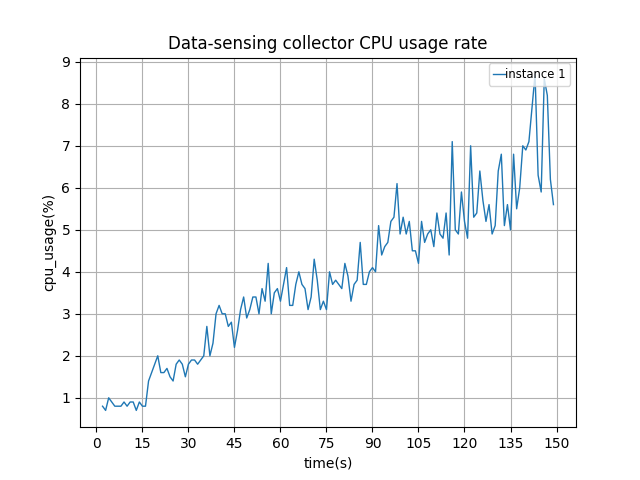 Data-sensing collector CPU usage rate
instance 1
cpu_usage(%)
9
8
7
6
5
4
3
2
1
0 15 30 45 60 75 90 105 120 135 150
time(s)